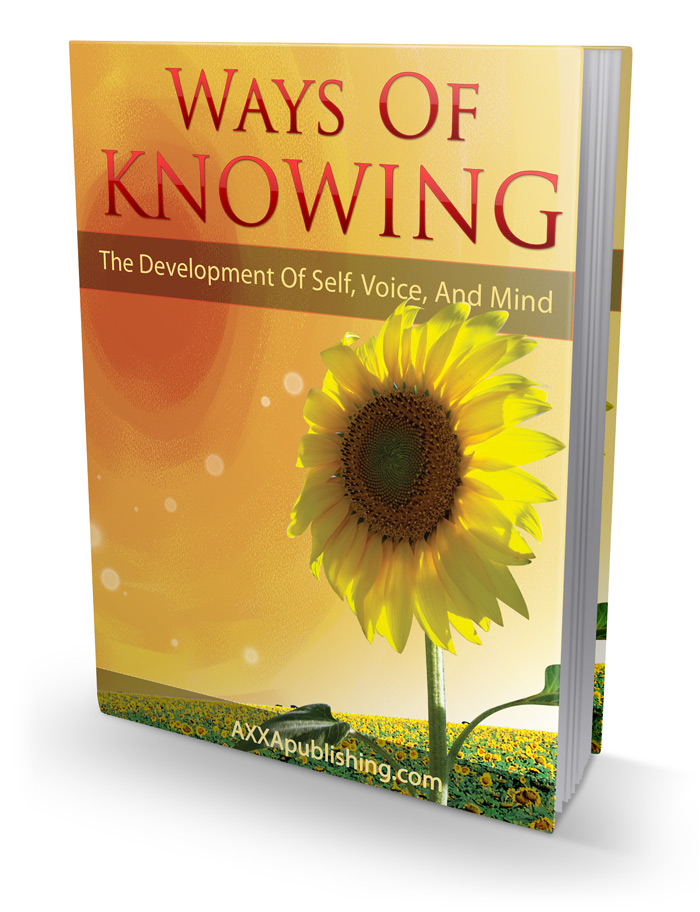 Ways Of
Knowing
The Development Of Self, Voice, And Mind
AXXApublishing.com